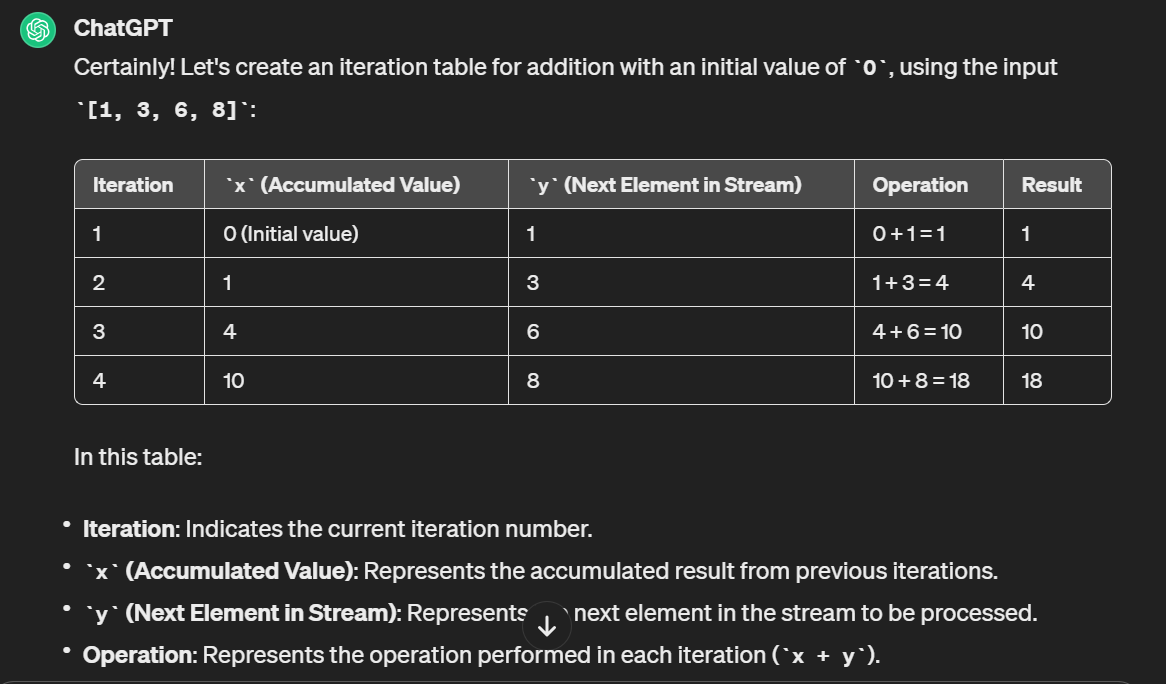 ChatGPT
Certainly! Let's create an iteration table for addition with an initial value of `0`, using the input
`[1, 3, 6, 8]`:
Iteration `x` (Accumulated Value) `y` (Next Element in Stream) Operation Result
1 0 (Initial value) 1 0 + 1 = 1 1
2 1 3 1 + 3 = 4 4
3 4 6 4 + 6 = 10 10
4 10 8 10 + 8 = 18 18
In this table:
• Iteration: Indicates the current iteration number.
• `x` (Accumulated Value): Represents the accumulated result from previous iterations.
• `y` (Next Element in Stream): Represents next element in the stream to be processed.
• Operation: Represents the operation performed in each iteration (`x + y`).